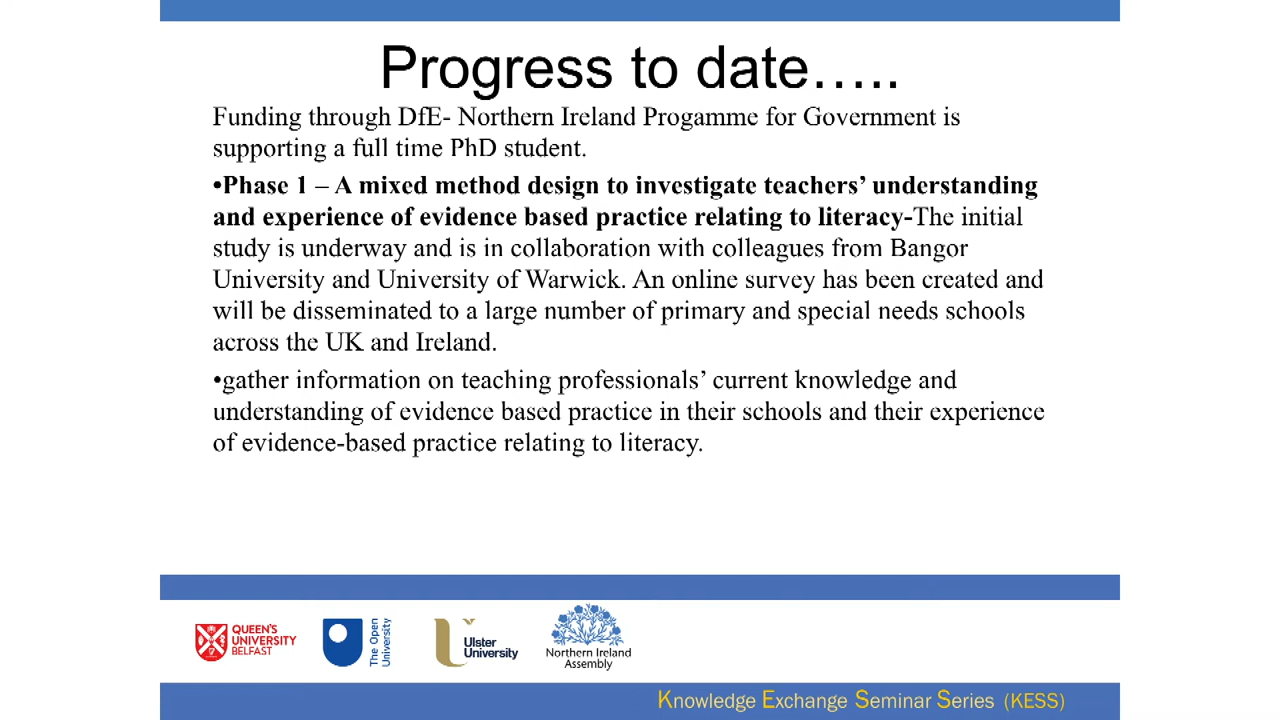 Progress to date…..
Funding through DfE- Northern Ireland Progamme for Government is
supporting a full time PhD student.
•Phase 1 – A mixed method design to investigate teachers’ understanding
and experience of evidence based practice relating to literacy-The initial
study is underway and is in collaboration with colleagues from Bangor
University and University of Warwick. An online survey has been created and
will be disseminated to a large number of primary and special needs schools
across the UK and Ireland.
•gather information on teaching professionals’ current knowledge and
understanding of evidence based practice in their schools and their experience
of evidence-based practice relating to literacy.
QUEEN'S
UNIVERSITY
BELFAST
The Open
University
Ulster
University
Northern Ireland
Assembly
Knowledge Exchange Seminar Series (KESS)